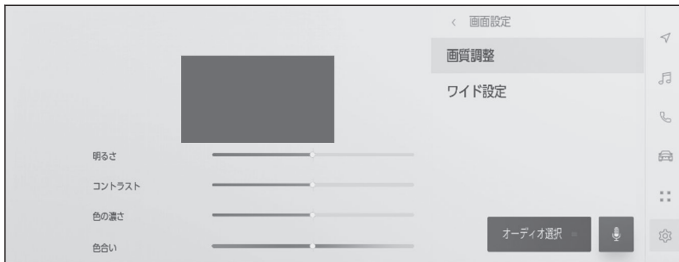 < 画面設定
画質調整
ワイド設定
明るさ
コントラスト
色の濃さ
色合い
オーディオ選択